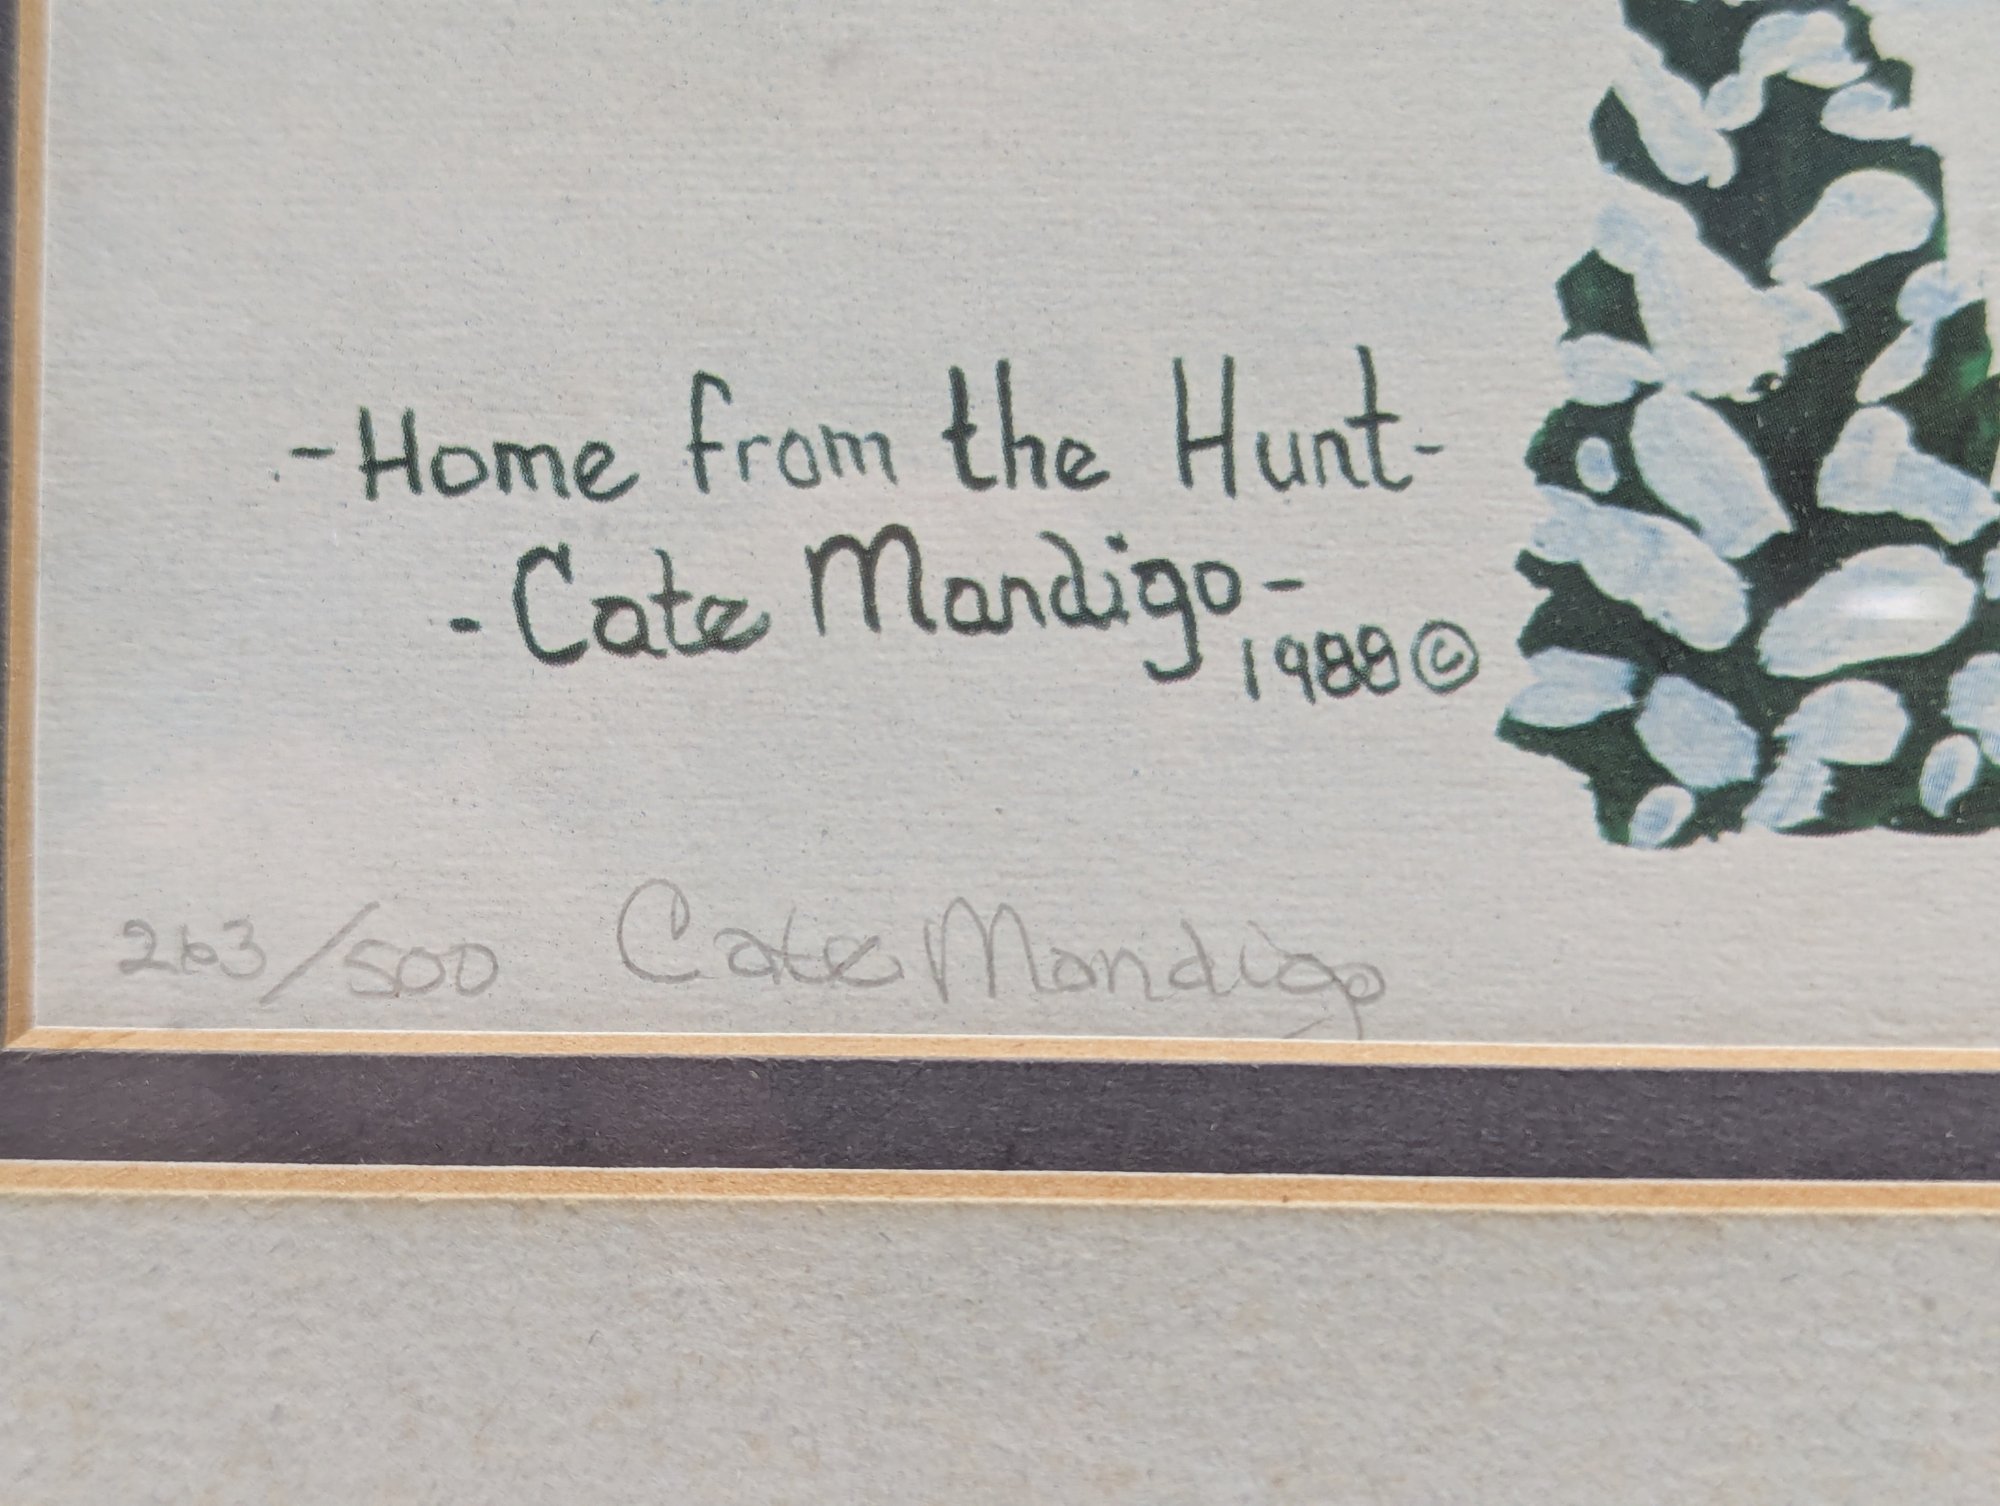 -Home from the Hunt-
-Cate Mandigo-
1988©
263/500 Cate Mandigo